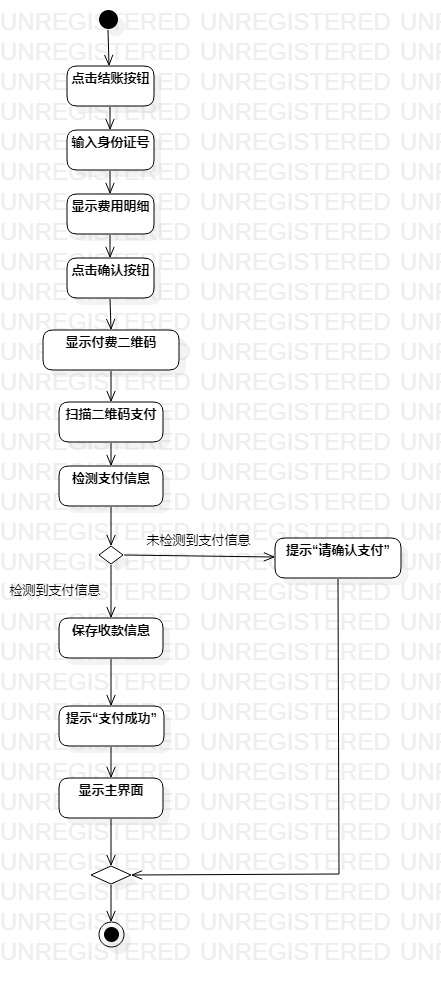 点击结账按钮
输入身份证号
显示费用明细
点击确认按钮
显示付费二维码
扫描二维码支付
检测支付信息
未检测到支付信息
提示“请确认支付”
检测到支付信息
保存收款信息
提示“支付成功”
显示主界面
UNREGISTERED